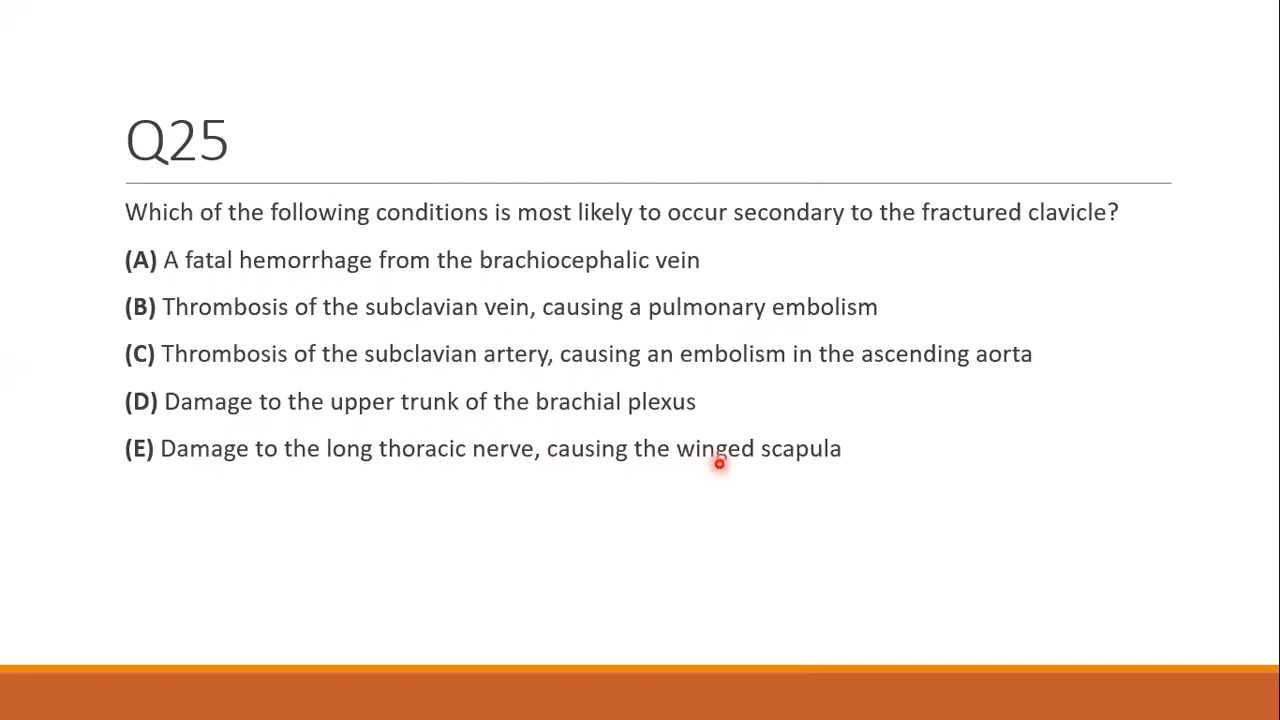 Q25
Which of the following conditions is most likely to occur secondary to the fractured clavicle?
(A) A fatal hemorrhage from the brachiocephalic vein
(B) Thrombosis of the subclavian vein, causing a pulmonary embolism
(C) Thrombosis of the subclavian artery, causing an embolism in the ascending aorta
(D) Damage to the upper trunk of the brachial plexus
(E) Damage to the long thoracic nerve, causing the winged scapula